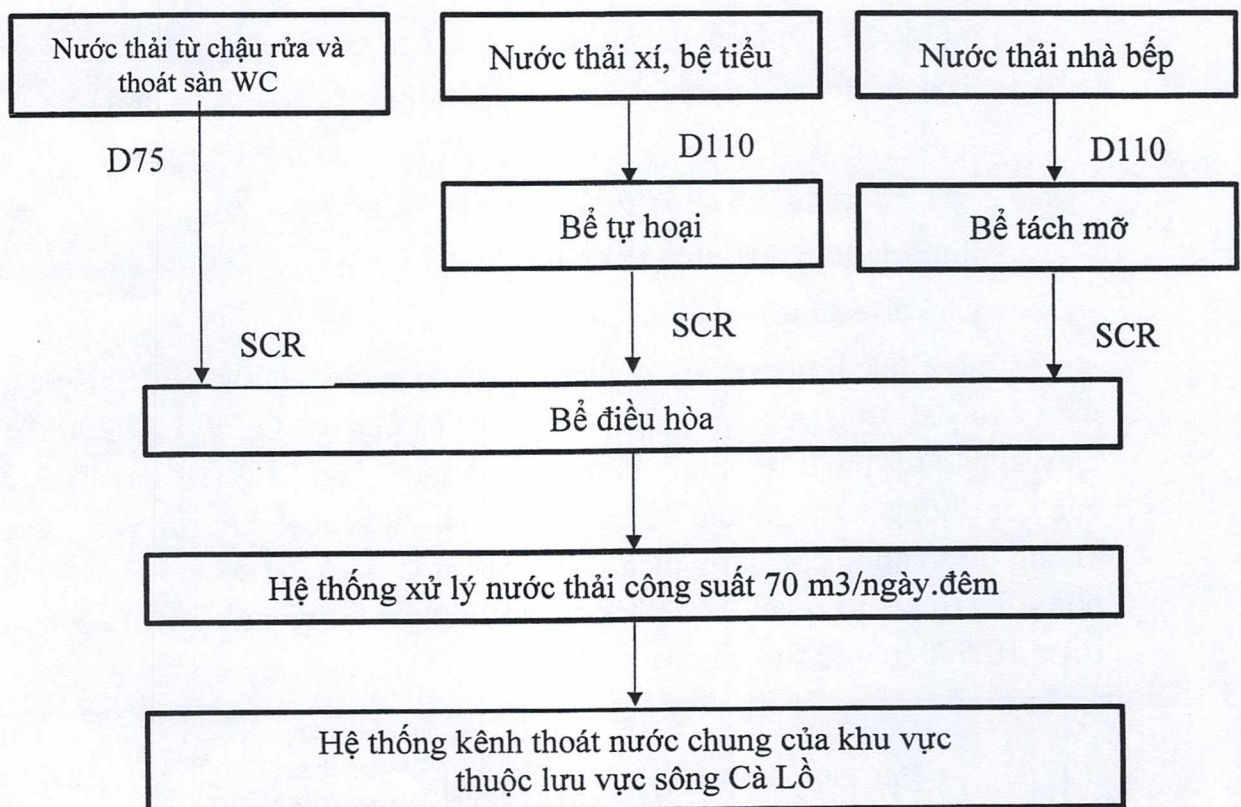 Nước thải từ chậu rửa và
thoát sàn WC
Nước thải xí, bệ tiểu
Nước thải nhà bếp
D75
D110
D110
Bể tự hoại
Bể tách mỡ
SCR
SCR
SCR
Bể điều hòa
Hệ thống xử lý nước thải công suất 70 m3/ngày.đêm
Hệ thống kênh thoát nước chung của khu vực
thuộc lưu vực sông Cà Lồ